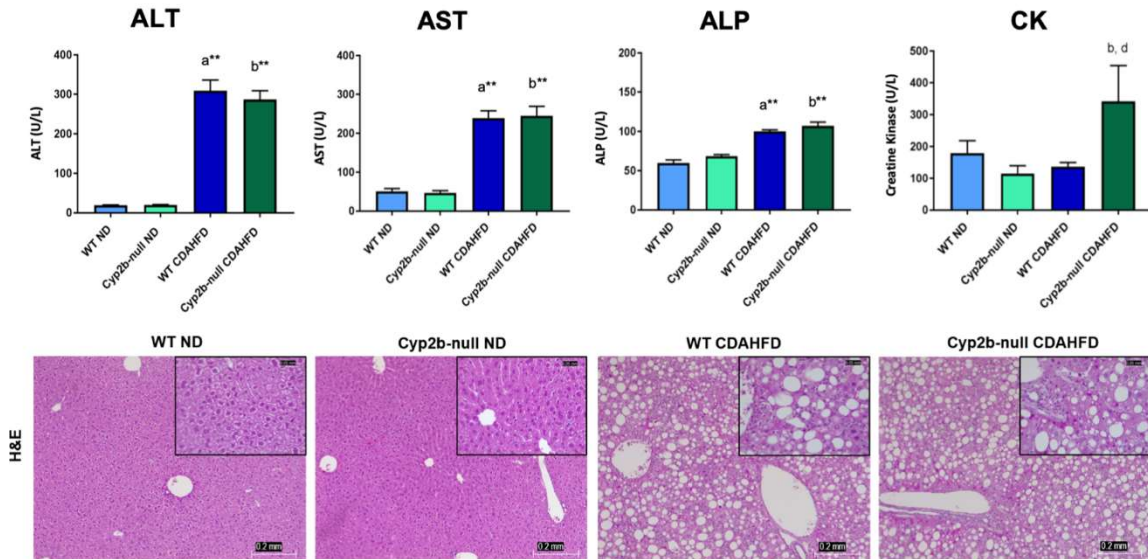 ALT
AST
ALP
CK
400
300
200
100
0
ALT (U/L)
a**
b**
WT ND
Cyp2b-null ND
WT CDAHFD
Cyp2b-null CDAHFD
400
300
200
100
0
AST (U/L)
a**
b**
WT ND
Cyp2b-null ND
WT CDAHFD
Cyp2b-null CDAHFD
200
150
100
50
0
ALP (U/L)
a**
b**
WT ND
Cyp2b-null ND
WT CDAHFD
Cyp2b-null CDAHFD
500
400
300
200
100
0
Creatine Kinase (U/L)
b, d
WT ND
Cyp2b-null ND
WT CDAHFD
Cyp2b-null CDAHFD
WT ND
Cyp2b-null ND
WT CDAHFD
Cyp2b-null CDAHFD
H&E
0.2 mm
0.2 mm
0.2 mm
0.2 mm